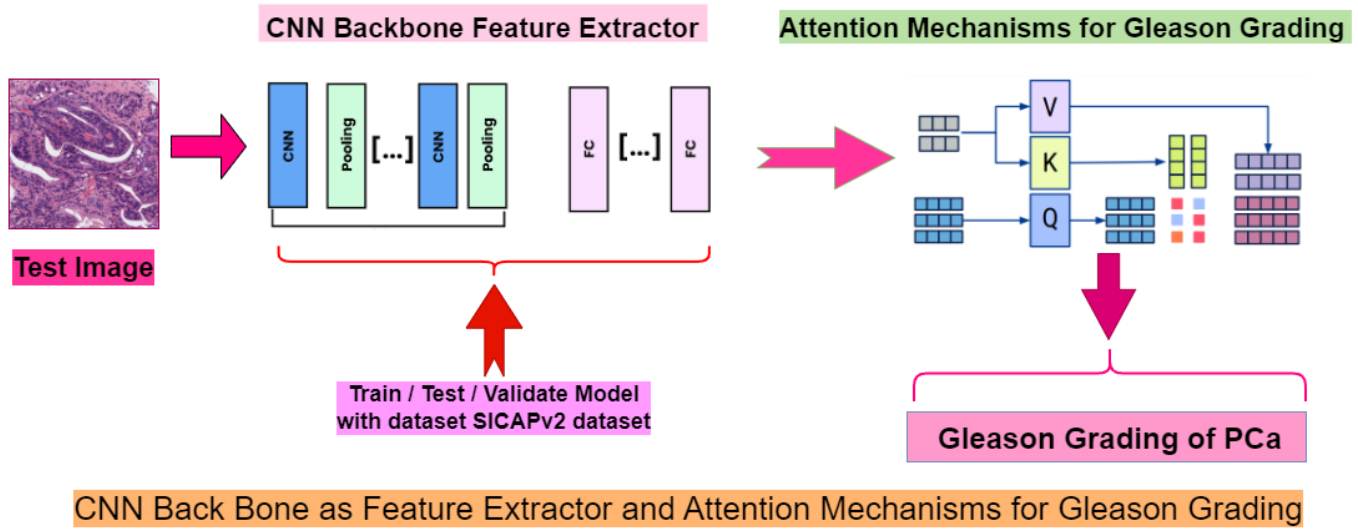 CNN Backbone Feature Extractor
Attention Mechanisms for Gleason Grading
CNN
Pooling
[...]
CNN
Pooling
FC
[...]
FC
V
K
Q
Test Image
Train / Test / Validate Model
with dataset SICAPv2 dataset
Gleason Grading of PCa
CNN Back Bone as Feature Extractor and Attention Mechanisms for Gleason Grading